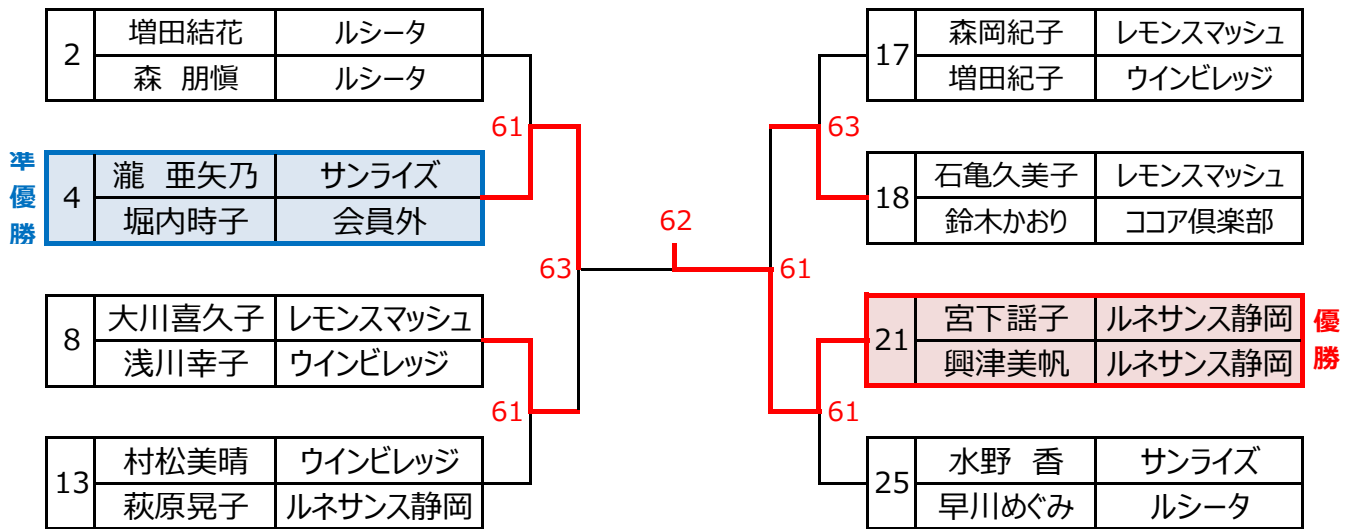 2 増田結花 ルシータ
森 朋愼 ルシータ
61
準優勝
4 瀧 亜矢乃 サンライズ
堀内時子 会員外
63
8 大川喜久子 レモンスマッシュ
浅川幸子 ウインビレッジ
61
13 村松美晴 ウインビレッジ
萩原晃子 ルネサンス静岡
62
17 森岡紀子 レモンスマッシュ
増田紀子 ウインビレッジ
63
18 石亀久美子 レモンスマッシュ
鈴木かおり ココア倶楽部
61
21 宮下謡子 ルネサンス静岡
興津美帆 ルネサンス静岡
優勝
61
25 水野 香 サンライズ
早川めぐみ ルシータ